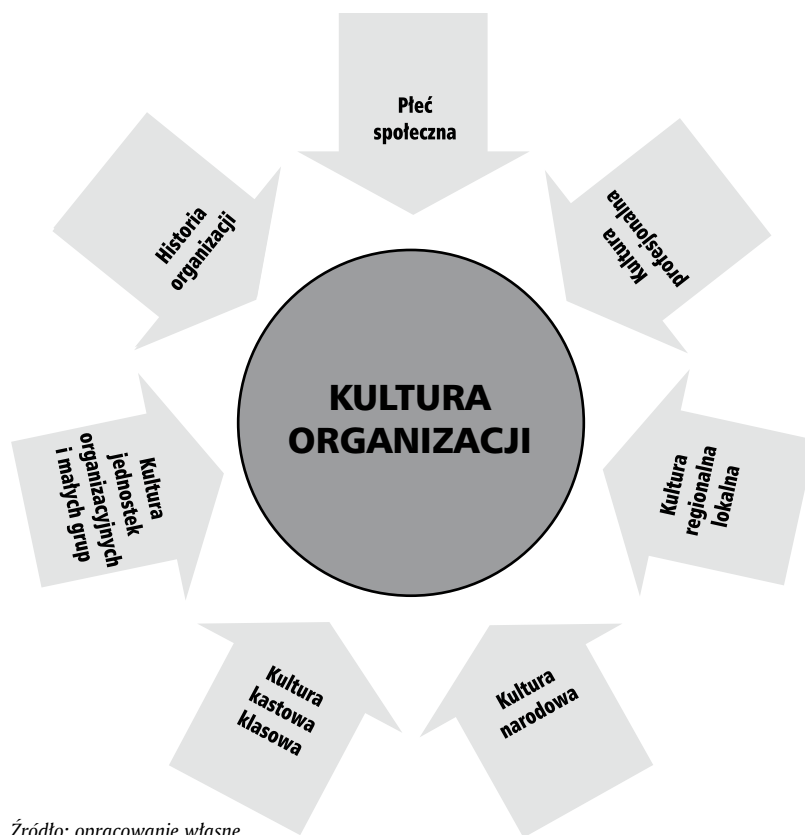 Płeć
społeczna
Kultura
profesjonalna
Historia
organizacji
KULTURA
ORGANIZACJI
Kultura
regionalna
lokalna
Kultura
jednostek
organizacyjnych
i małych grup
Kultura
narodowa
Kultura
kastowa
klasowa
Źródło: opracowanie własne